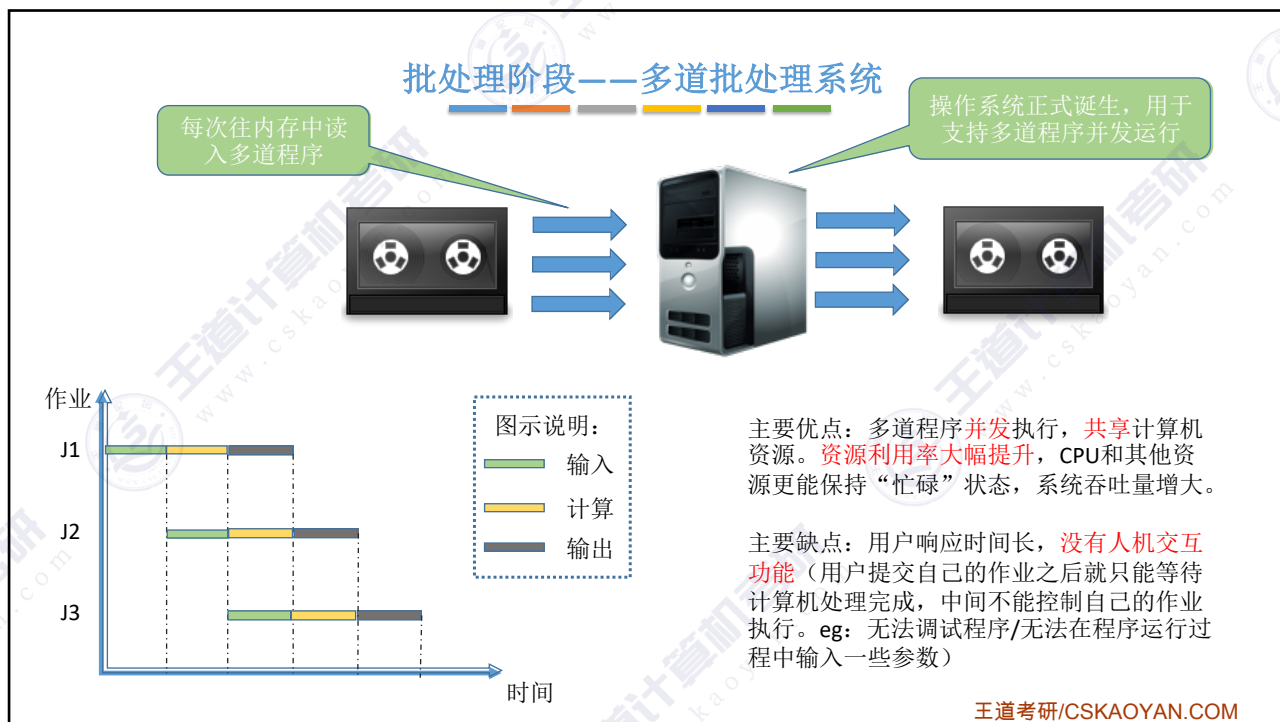 批处理阶段——多道批处理系统
每次往内存中读
入多道程序
操作系统正式诞生，用于
支持多道程序并发运行
作业
J1
J2
J3
时间
图示说明：
输入
计算
输出
主要优点：多道程序并发执行，共享计算机
资源。资源利用率大幅提升，CPU和其他资
源更能保持“忙碌”状态，系统吞吐量增大。
主要缺点：用户响应时间长，没有人机交互
功能（用户提交自己的作业之后就只能等待
计算机处理完成，中间不能控制自己的作业
执行。eg：无法调试程序/无法在程序运行过
程中输入一些参数）
王道考研/CSKAOYAN.COM
王道计算机考研
www.cskaoyan.com